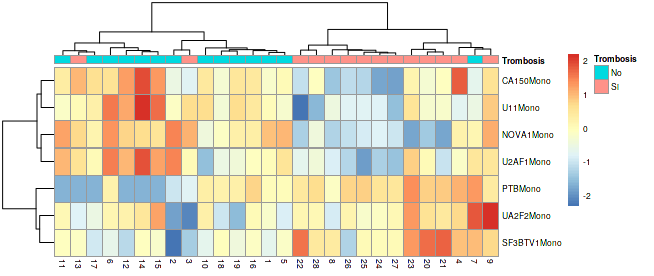 Trombosis
Trombosis
No
SI
CA150Mono
U11Mono
NOVA1Mono
U2AF1Mono
PTBMono
UA2F2Mono
SF3BTV1Mono
2
1
0
-1
-2
11 13 17 6 12 14 15 2 3 10 18 19 16 1 5 22 28 8 26 25 24 27 23 20 21 4 7 9